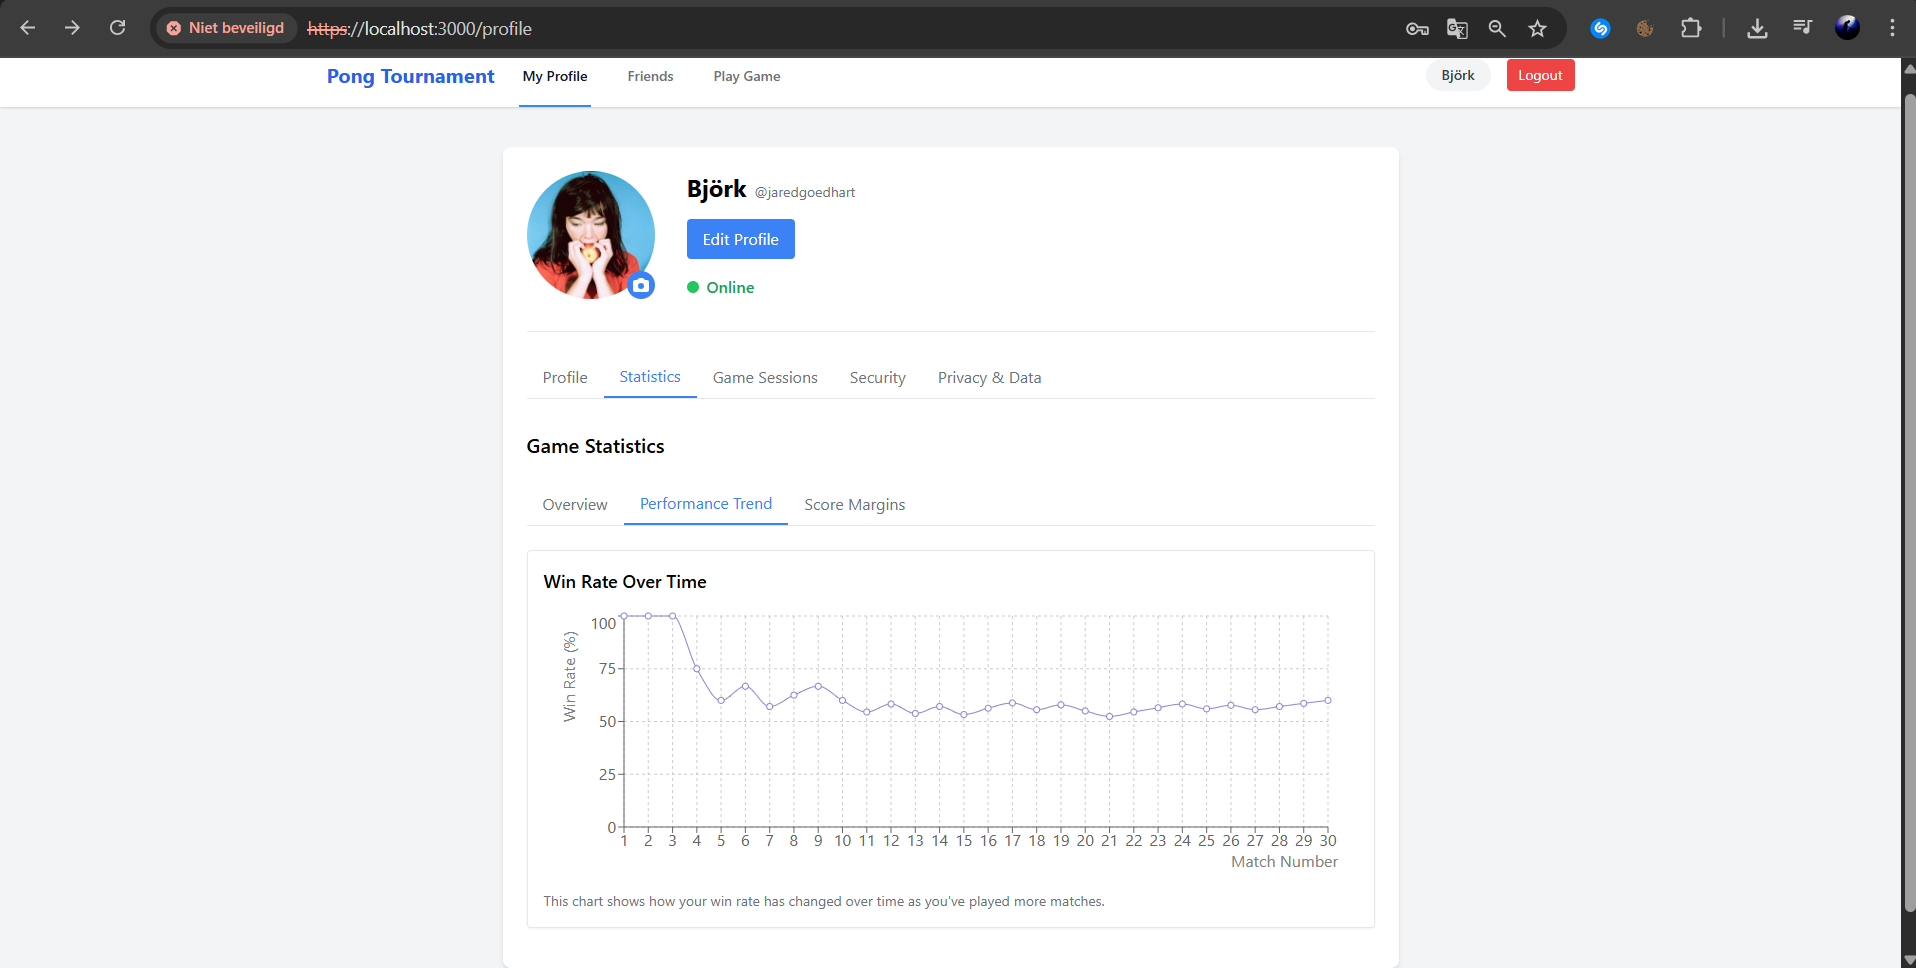 Niet beveiligd https://localhost:3000/profile
Pong Tournament My Profile Friends Play Game Björk Logout
Björk @jaredgoedhart
Edit Profile
Online
Profile Statistics Game Sessions Security Privacy & Data
Game Statistics
Overview Performance Trend Score Margins
Win Rate Over Time
Win Rate (%)
100
75
50
25
0
1 2 3 4 5 6 7 8 9 10 11 12 13 14 15 16 17 18 19 20 21 22 23 24 25 26 27 28 29 30
Match Number
This chart shows how your win rate has changed over time as you've played more matches.